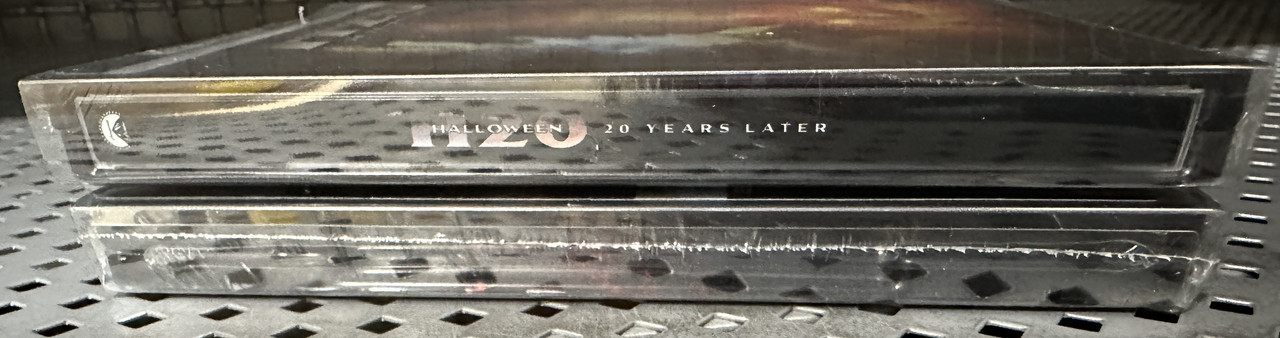 H20
HALLOWEEN 20 YEARS LATER